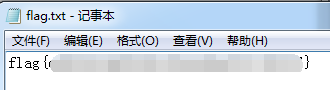 flag.txt - 记事本
文件(F) 编辑(E) 格式(O) 查看(V) 帮助(H)
flag{ }